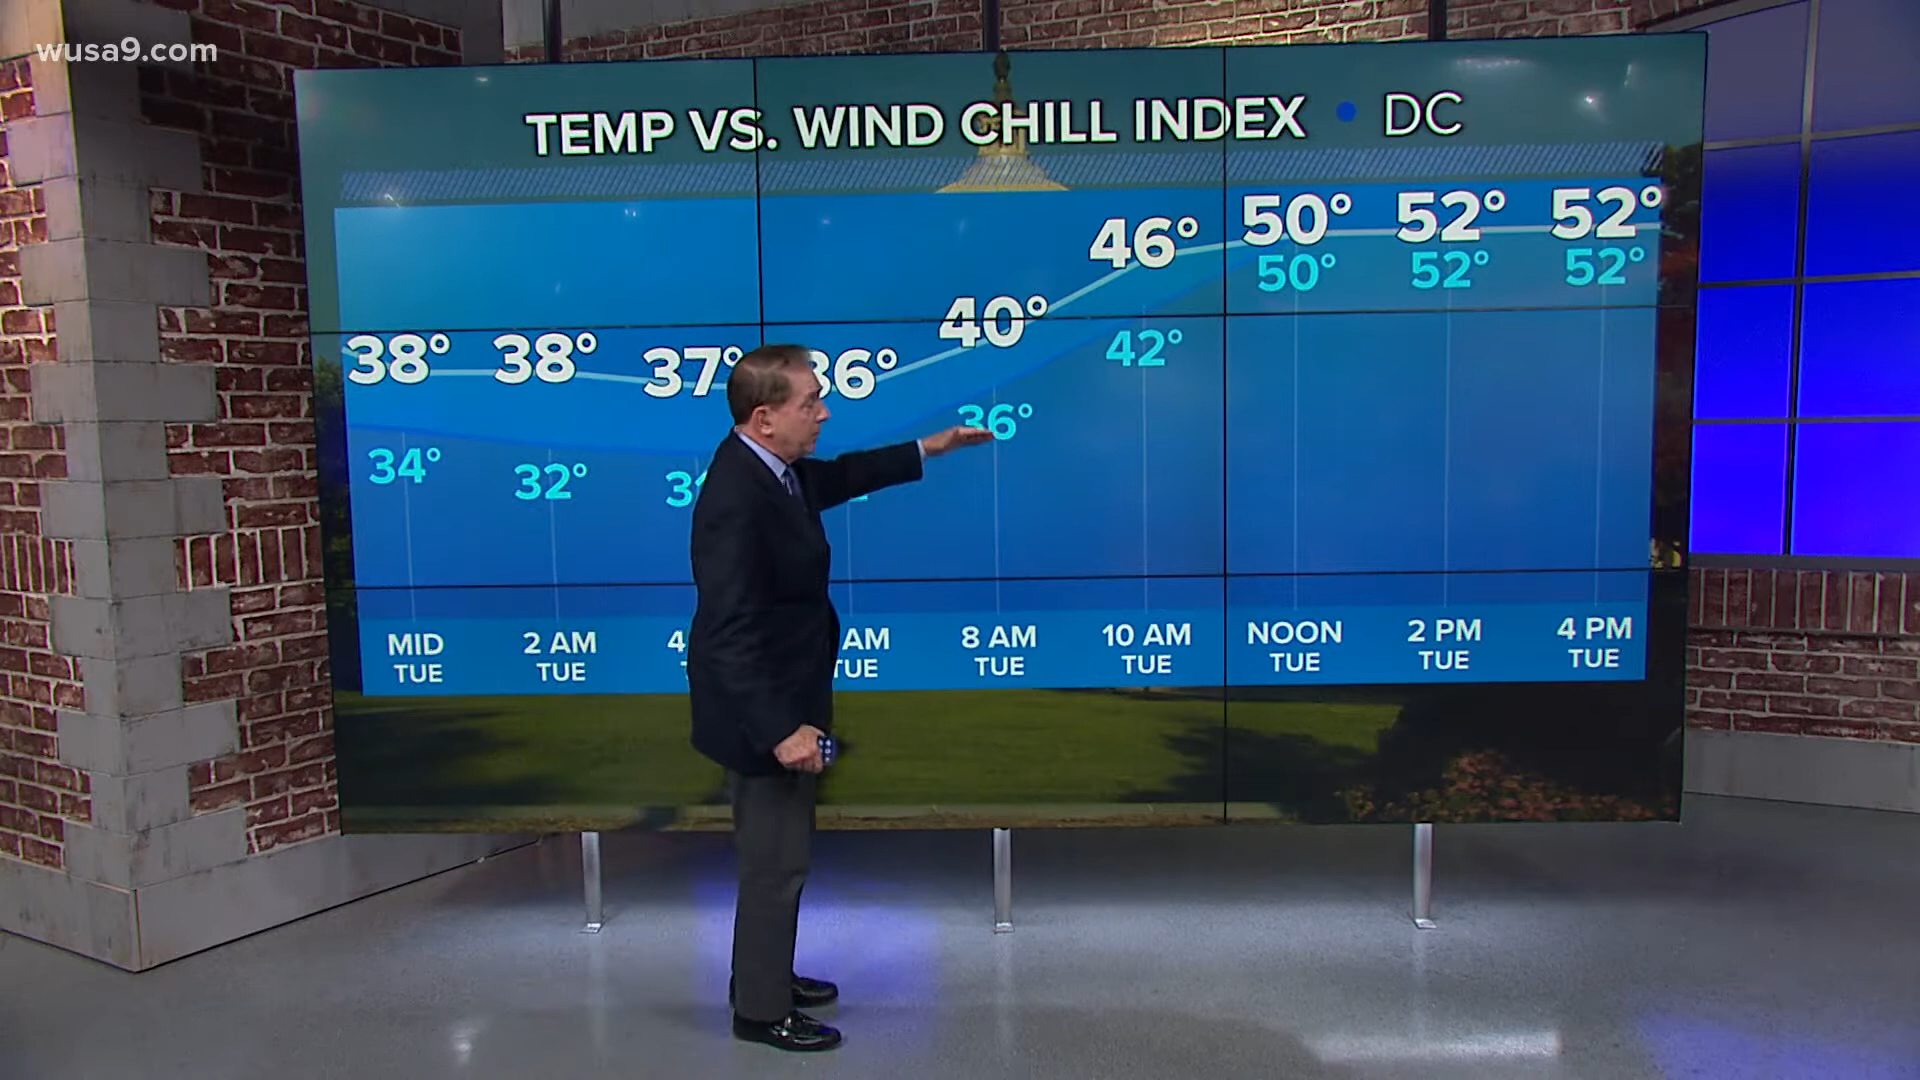 wusa9.com
TEMP VS. WIND CHILL INDEX • DC
38° 38° 37° 36° 40° 46° 50° 52° 52°
34° 32° 36° 42° 50° 52° 52°
MID 2 AM AM 8 AM 10 AM NOON 2 PM 4 PM
TUE TUE TUE TUE TUE TUE TUE TUE